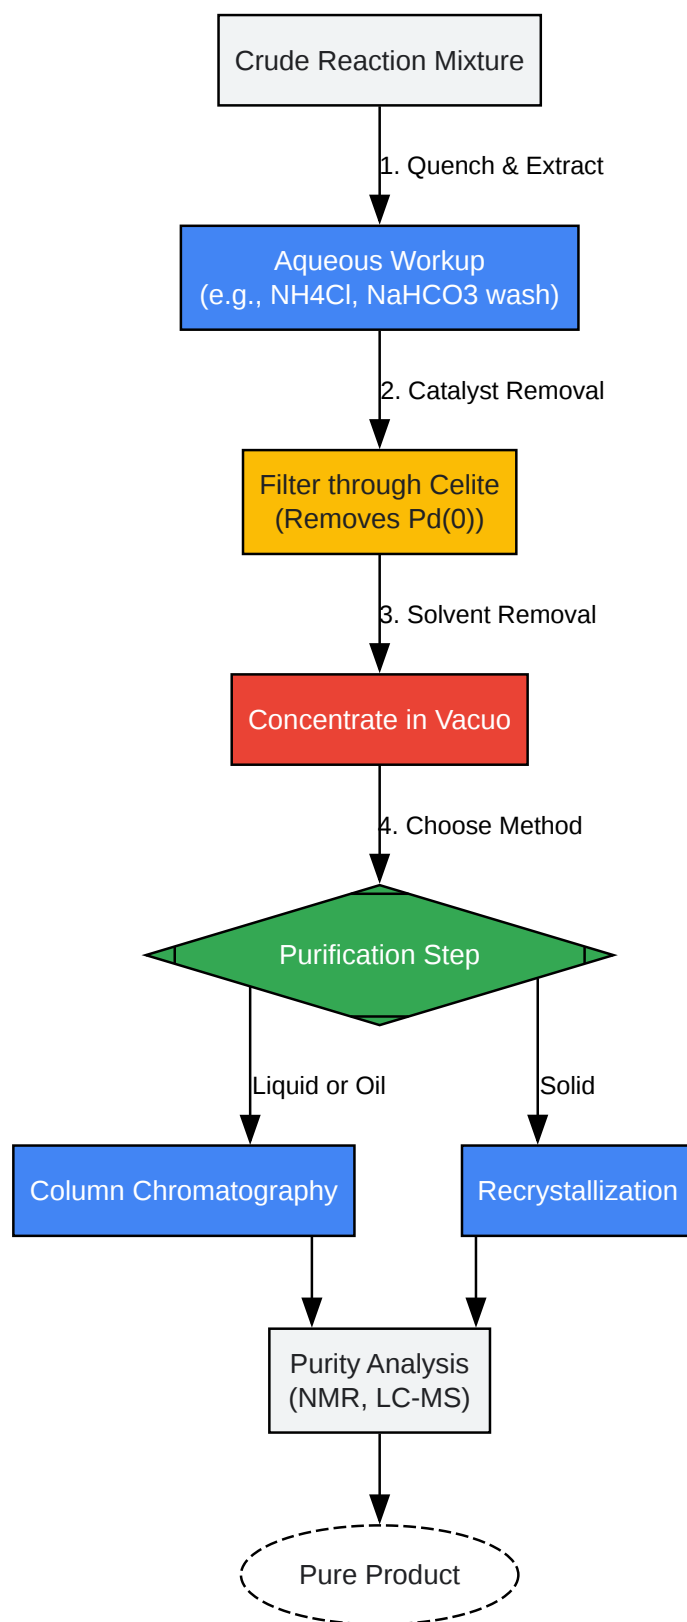 Crude Reaction Mixture
1. Quench & Extract
Aqueous Workup
(e.g., NH4Cl, NaHCO3 wash)
2. Catalyst Removal
Filter through Celite
(Removes Pd(0))
3. Solvent Removal
Concentrate in Vacuo
4. Choose Method
Purification Step
Liquid or Oil
Solid
Column Chromatography
Recrystallization
Purity Analysis
(NMR, LC-MS)
Pure Product